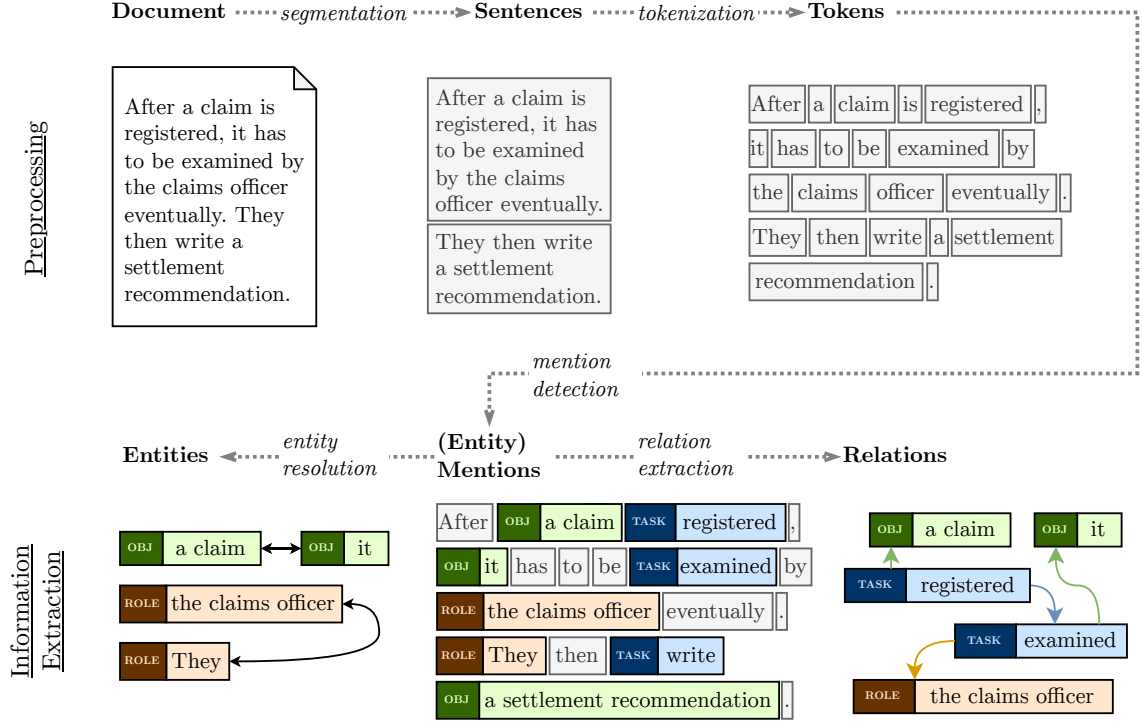 Document segmentation Sentences tokenization Tokens
Preprocessing
After a claim is
registered, it has
to be examined by
the claims officer
eventually. They
then write a
settlement
recommendation.
After a claim is
registered, it has
to be examined
by the claims
officer eventually.
They then write
a settlement
recommendation.
After a claim is registered ,
it has to be examined by
the claims officer eventually .
They then write a settlement
recommendation .
mention
detection
Entities
entity
resolution
(Entity)
Mentions
relation
extraction
Relations
Information
Extraction
OBJ a claim OBJ it
ROLE the claims officer
ROLE They
After OBJ a claim TASK registered ,
OBJ it has to be TASK examined by
ROLE the claims officer eventually .
ROLE They then TASK write
OBJ a settlement recommendation .
OBJ a claim OBJ it
TASK registered
TASK examined
ROLE the claims officer